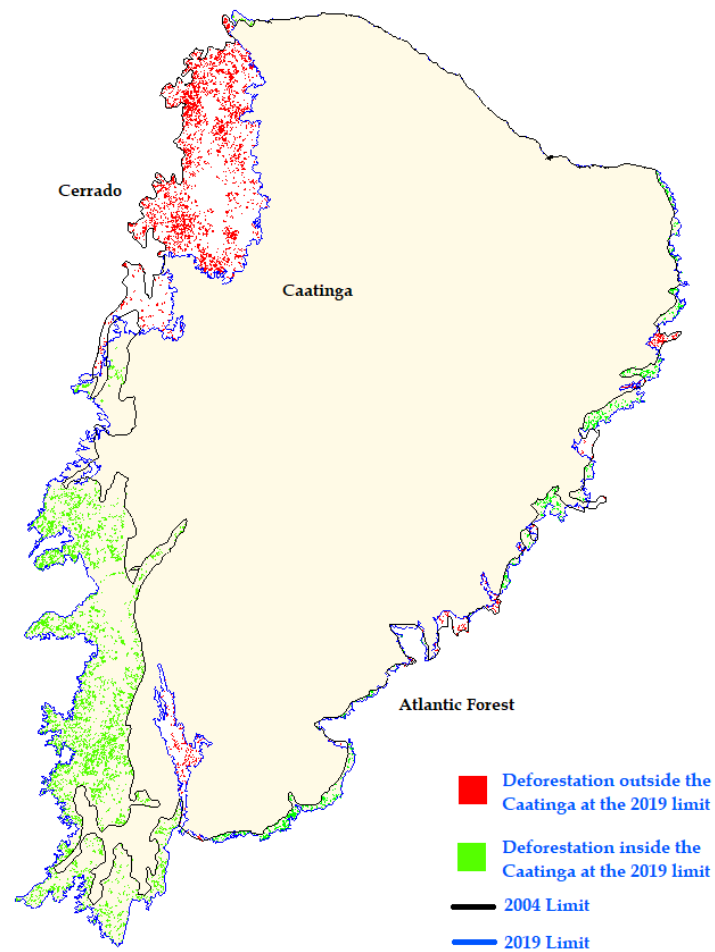 Cerrado
Caatinga
Atlantic Forest
Deforestation outside the
Caatinga at the 2019 limit
Deforestation inside the
Caatinga at the 2019 limit
2004 Limit
2019 Limit